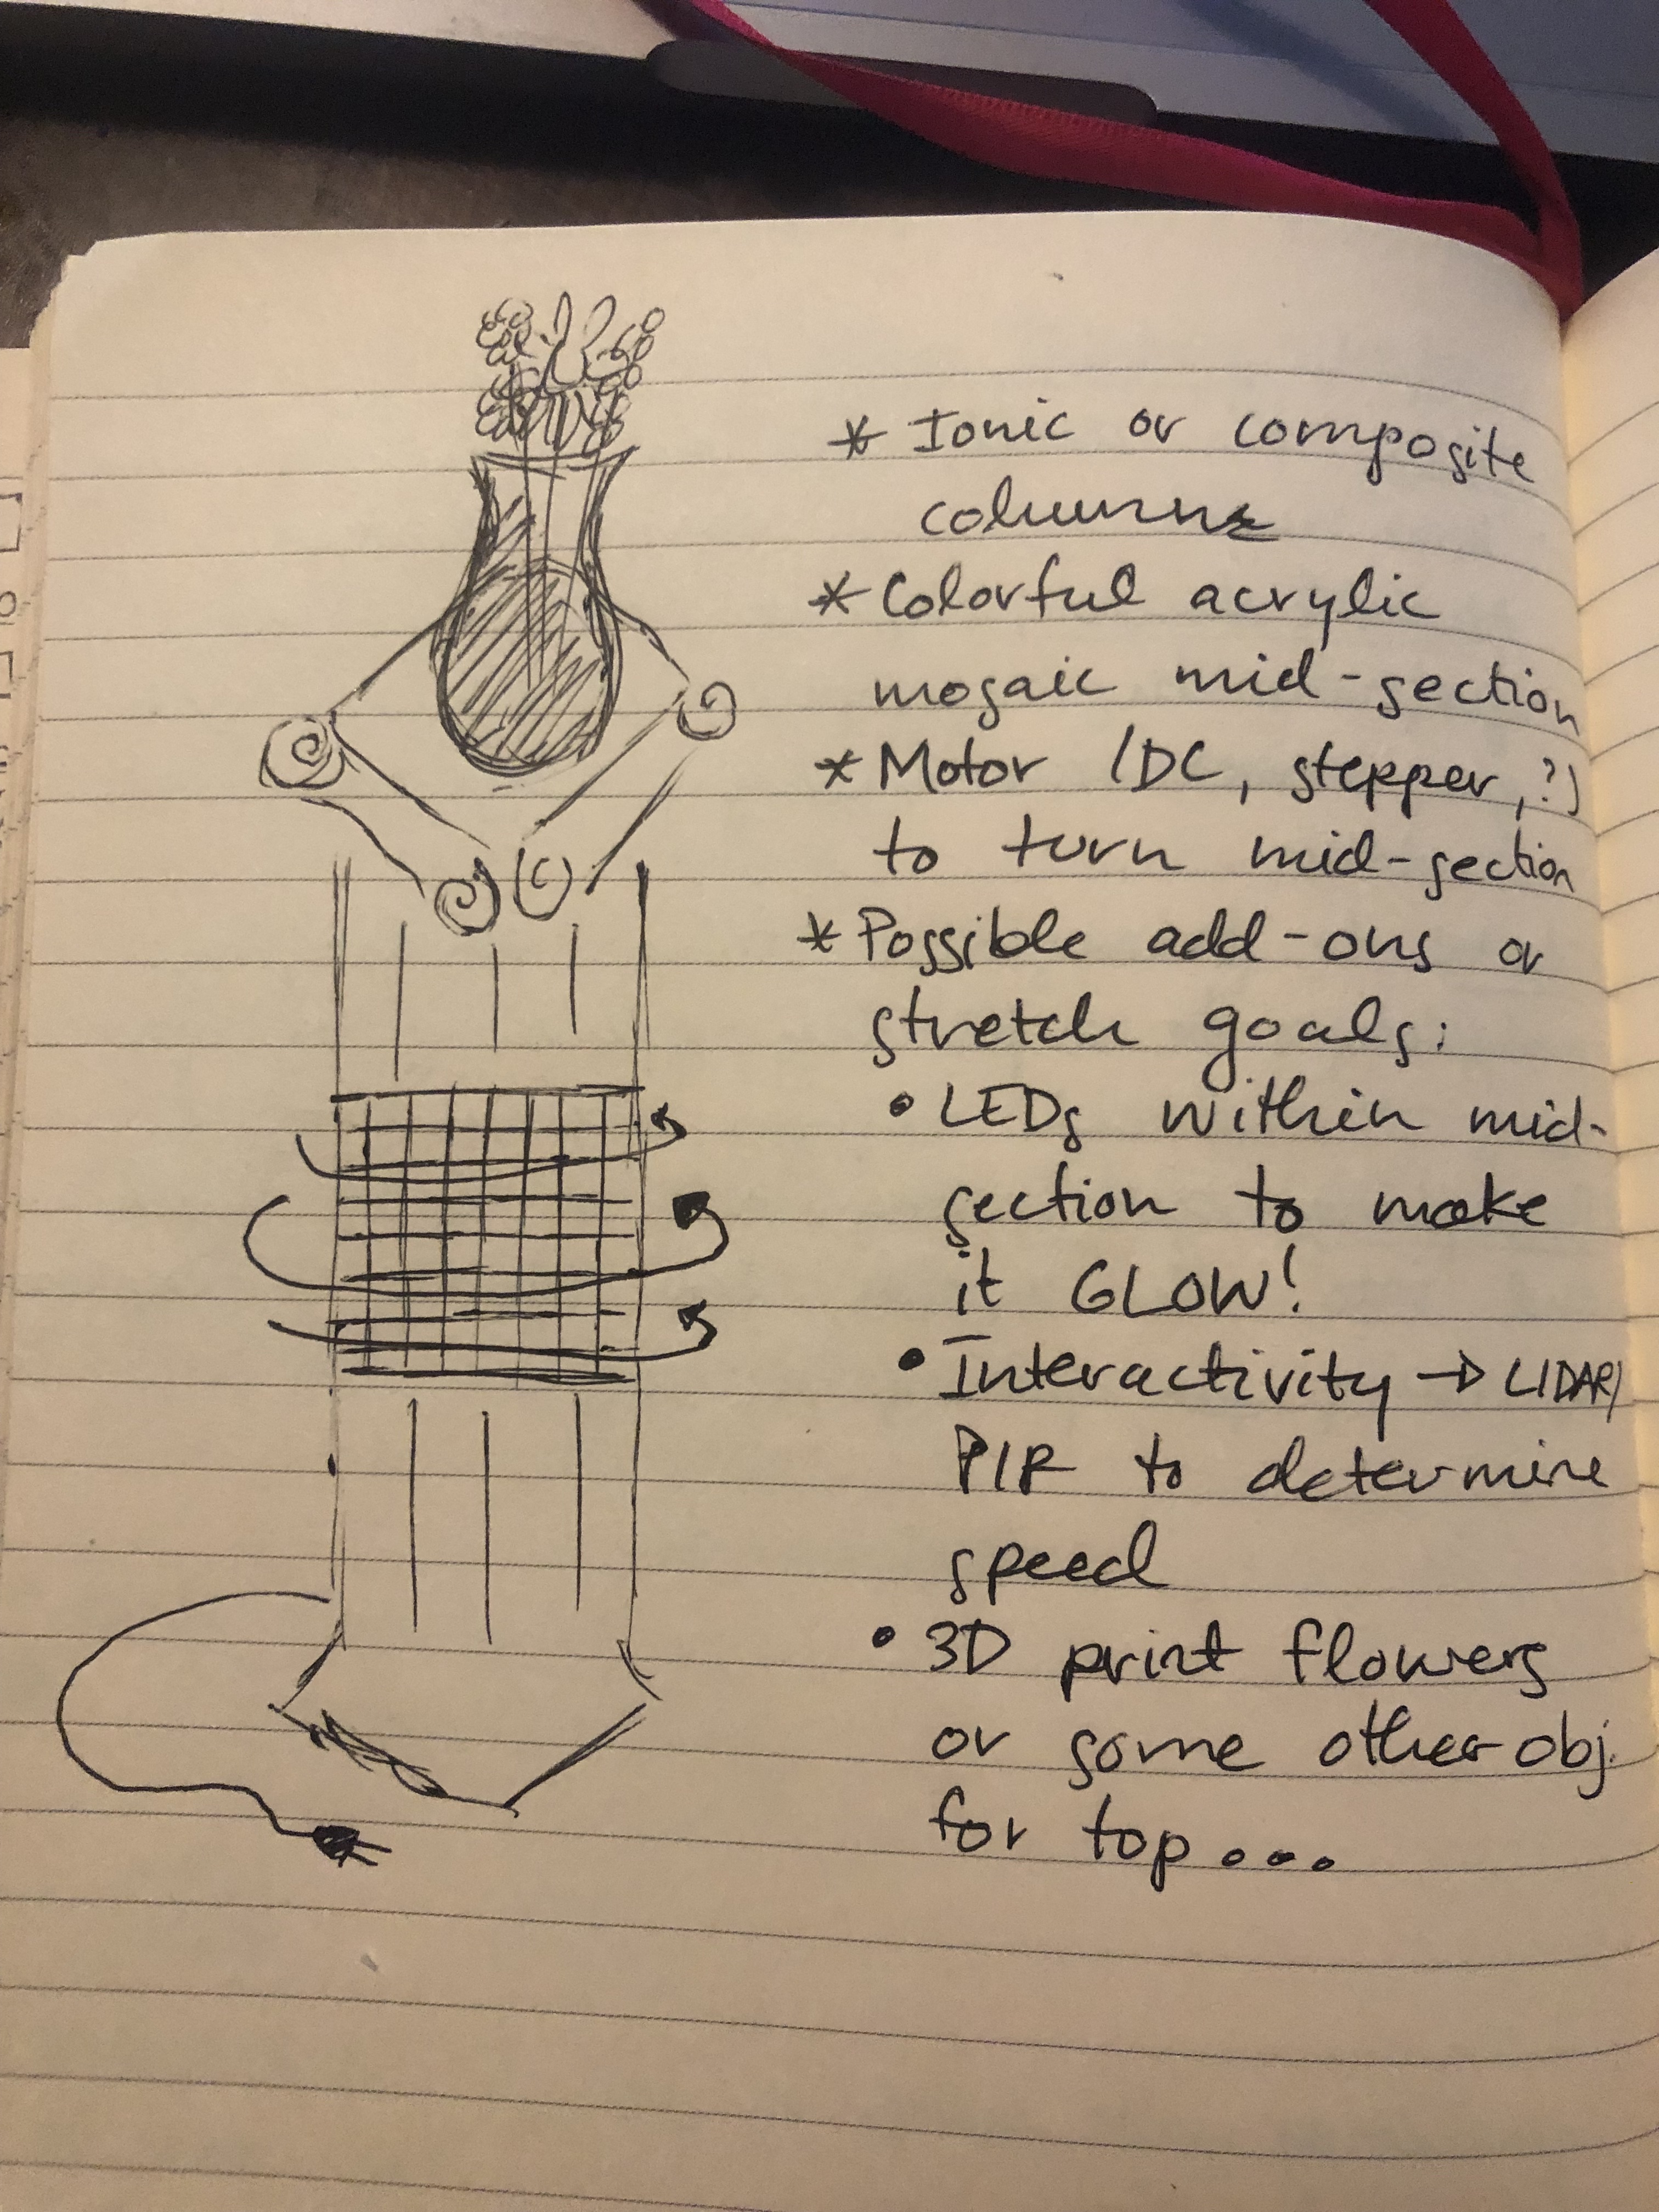 * Ionic or composite
columns
* Colorful acrylic
mosaic mid-section
* Motor (DC, stepper, ?)
to turn mid-section
* Possible add-ons or
stretch goals:
• LEDs within mid-
section to make
it GLOW!
• Interactivity → LIDAR/
PIR to determine
speed
• 3D print flowers
or some other obj.
for top...